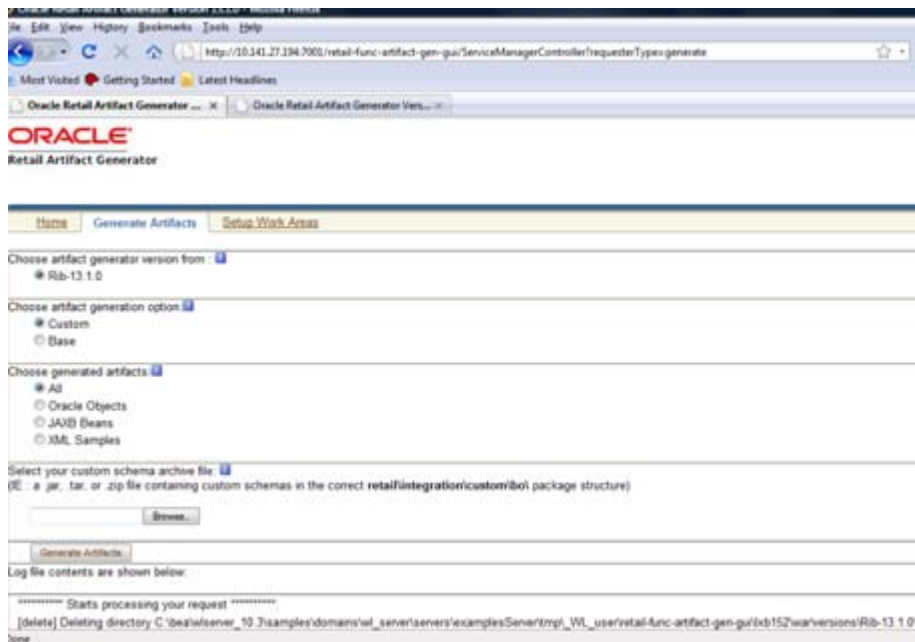 Edit View History Bookmarks Tools Help
http://10.141.27.194:7001/retail-func-artifact-gen-gui/ServiceManagerController?requesterType=generate
Most Visited Getting Started Latest Headlines
Oracle Retail Artifact Generator ... Oracle Retail Artifact Generator Vers...
ORACLE
Retail Artifact Generator
Home Generate Artifacts Setup Work Areas
Choose artifact generator version from :
Rib-13.1.0
Choose artifact generation option:
Custom
Base
Choose generated artifacts:
All
Oracle Objects
JAXB Beans
XML Samples
Select your custom schema archive file:
(IE : a .jar, .tar, or .zip file containing custom schemas in the correct retail\integration\custom\bo\ package structure)
Browse...
Generate Artifacts
Log file contents are shown below:
*********** Starts processing your request ***********
[delete] Deleting directory C:\bea\wlserver_10.3\samples\domains\wl_server\servers\examplesServer\tmp\_WL_user\retail-func-artifact-gen-gui\lxb152\war\versions\Rib-13.1.0
Done